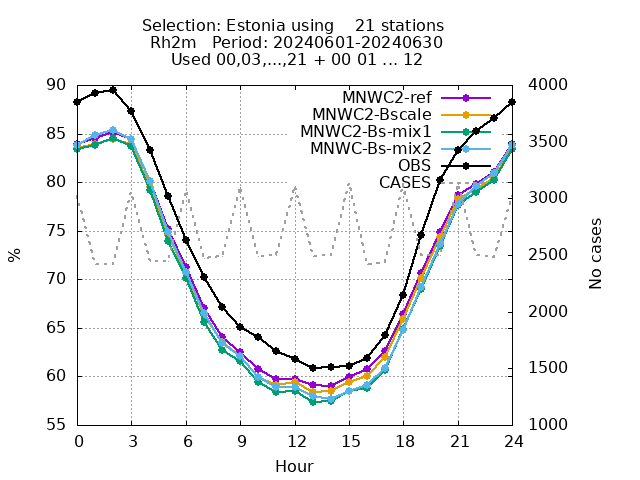 Selection: Estonia using    21 stations
Rh2m   Period: 20240601-20240630
Used 00,03,...,21 + 00 01 ... 12
MNWC2-ref
MNWC2-Bscale
MNWC2-Bs-mix1
MNWC-Bs-mix2
OBS
CASES
90
85
80
75
70
65
60
55
%
4000
3500
3000
2500
2000
1500
1000
No cases
0 3 6 9 12 15 18 21 24
Hour